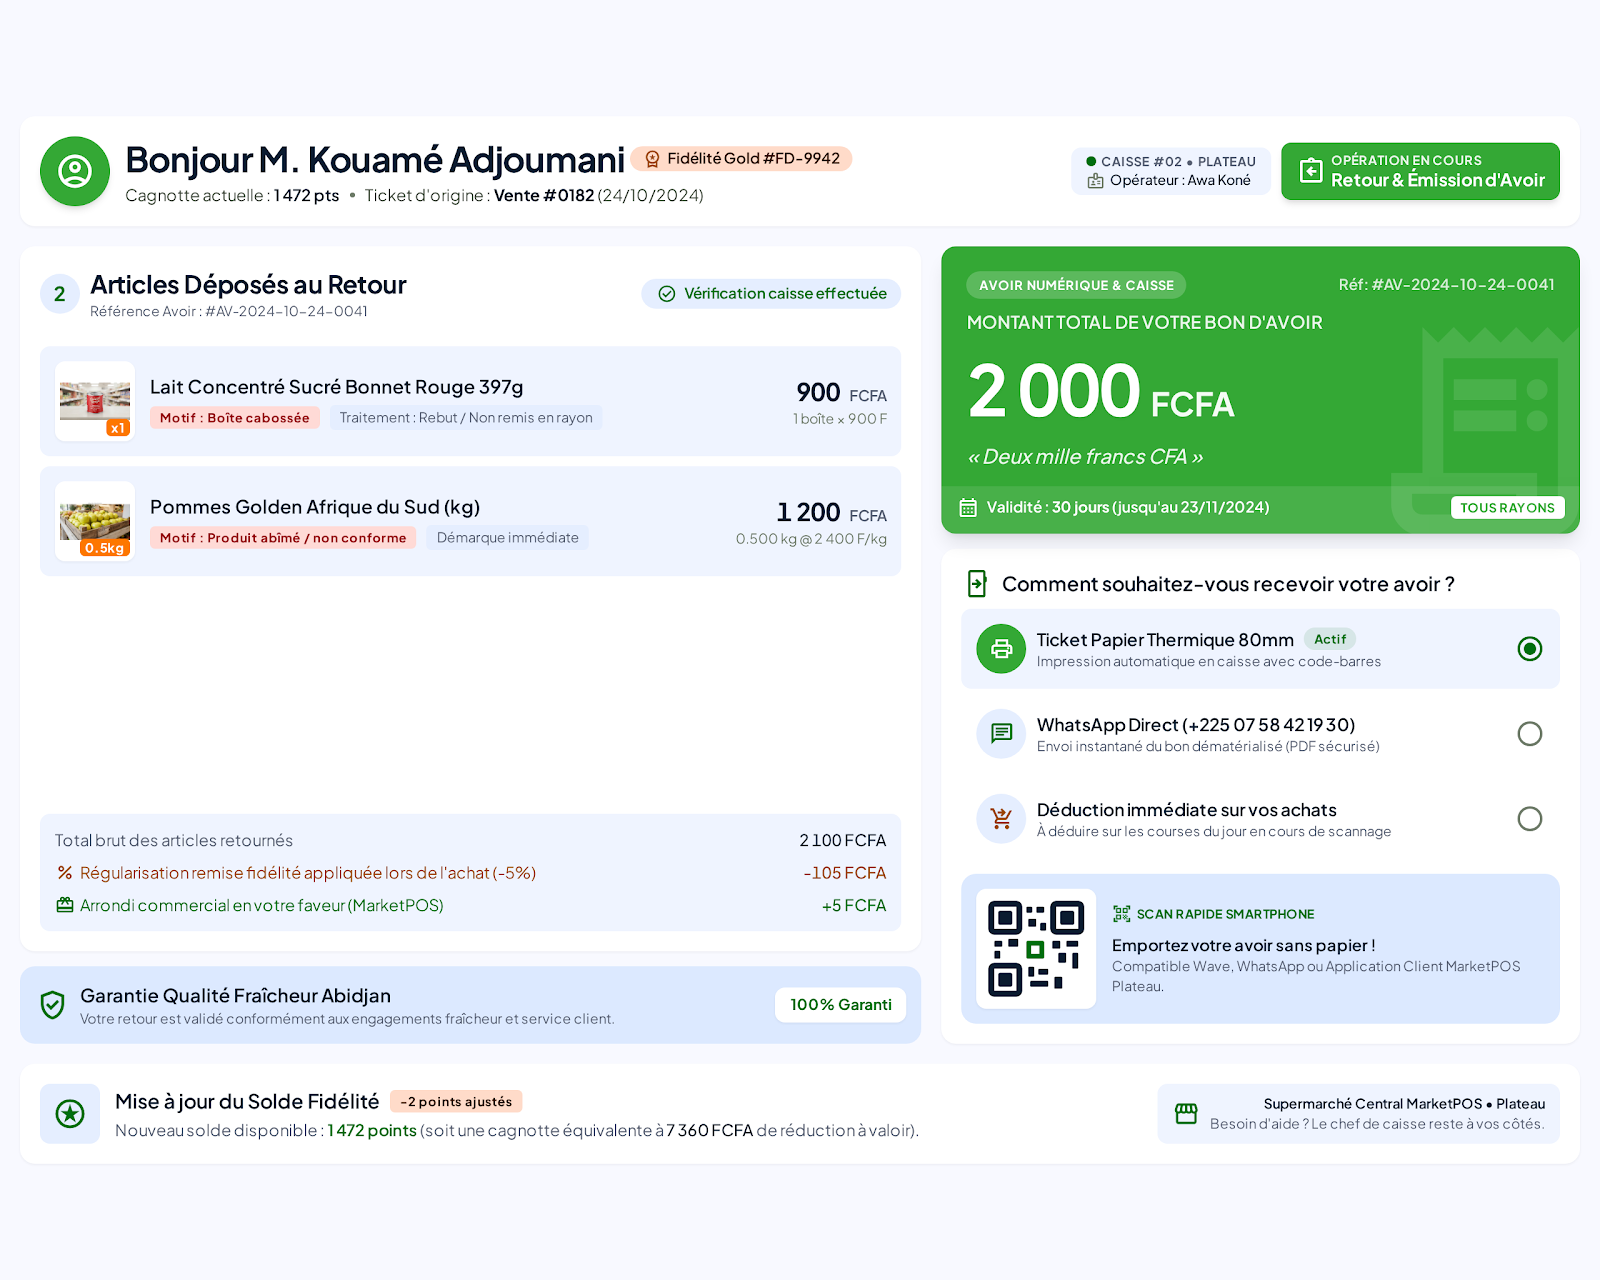 Bonjour M. Kouamé Adjoumani
Fidélité Gold #FD-9942
Cagnotte actuelle : 1 472 pts • Ticket d'origine : Vente #0182 (24/10/2024)
CAISSE #02 • PLATEAU
Opérateur : Awa Koné
OPÉRATION EN COURS
Retour & Émission d'Avoir
2
Articles Déposés au Retour
Référence Avoir : #AV-2024-10-24-0041
Vérification caisse effectuée
Lait Concentré Sucré Bonnet Rouge 397g
Motif : Boîte cabossée
Traitement : Rebut / Non remis en rayon
x1
900 FCFA
1 boîte × 900 F
Pommes Golden Afrique du Sud (kg)
Motif : Produit abîmé / non conforme
Démarque immédiate
0.5kg
1 200 FCFA
0.500 kg @ 2 400 F/kg
Total brut des articles retournés
2 100 FCFA
Régularisation remise fidélité appliquée lors de l'achat (-5%)
-105 FCFA
Arrondi commercial en votre faveur (MarketPOS)
+5 FCFA
Garantie Qualité Fraîcheur Abidjan
Votre retour est validé conformément aux engagements fraîcheur et service client.
100% Garanti
AVOIR NUMÉRIQUE & CAISSE
Réf: #AV-2024-10-24-0041
MONTANT TOTAL DE VOTRE BON D'AVOIR
2 000 FCFA
« Deux mille francs CFA »
Validité : 30 jours (jusqu'au 23/11/2024)
TOUS RAYONS
Comment souhaitez-vous recevoir votre avoir ?
Ticket Papier Thermique 80mm
Actif
Impression automatique en caisse avec code-barres
WhatsApp Direct (+225 07 58 42 19 30)
Envoi instantané du bon dématérialisé (PDF sécurisé)
Déduction immédiate sur vos achats
À déduire sur les courses du jour en cours de scannage
SCAN RAPIDE SMARTPHONE
Emportez votre avoir sans papier !
Compatible Wave, WhatsApp ou Application Client MarketPOS
Plateau.
Mise à jour du Solde Fidélité
-2 points ajustés
Nouveau solde disponible : 1 472 points (soit une cagnotte équivalente à 7 360 FCFA de réduction à valoir).
Supermarché Central MarketPOS • Plateau
Besoin d'aide ? Le chef de caisse reste à vos côtés.